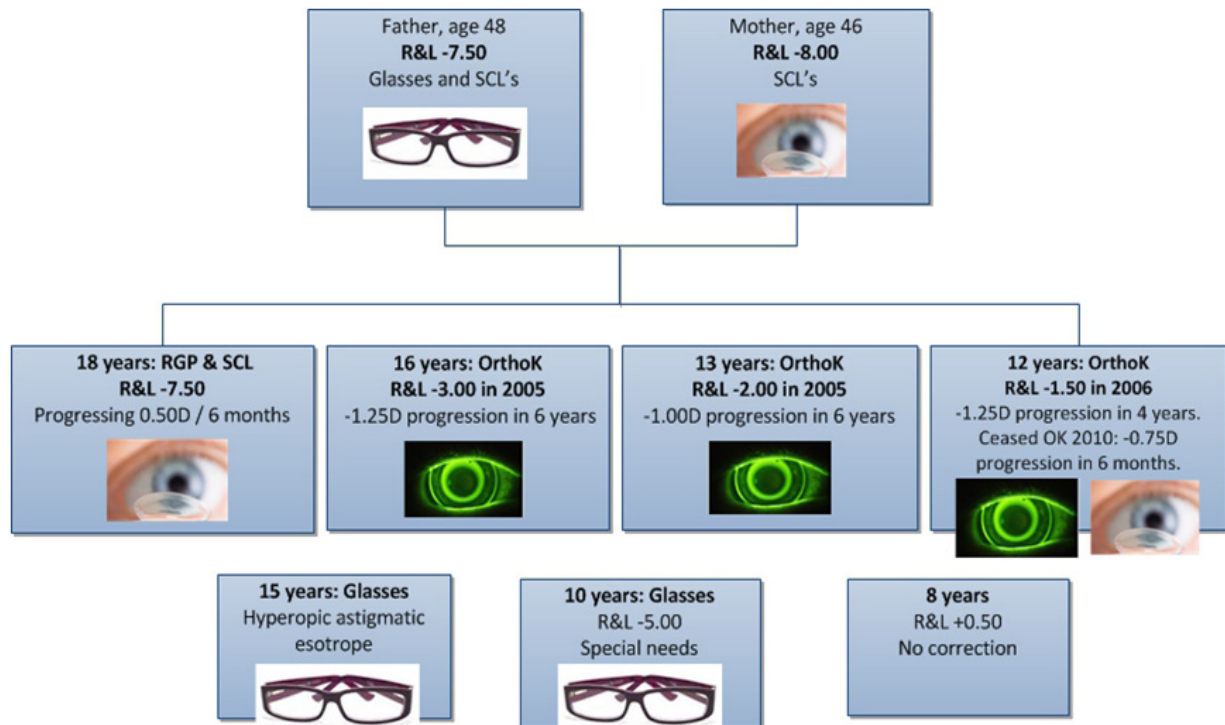 Father, age 48
R&L -7.50
Glasses and SCL's
Mother, age 46
R&L -8.00
SCL's
18 years: RGP & SCL
R&L -7.50
Progressing 0.50D / 6 months
16 years: OrthoK
R&L -3.00 in 2005
-1.25D progression in 6 years
13 years: OrthoK
R&L -2.00 in 2005
-1.00D progression in 6 years
12 years: OrthoK
R&L -1.50 in 2006
-1.25D progression in 4 years.
Ceased OK 2010: -0.75D
progression in 6 months.
15 years: Glasses
Hyperopic astigmatic
esotrope
10 years: Glasses
R&L -5.00
Special needs
8 years
R&L +0.50
No correction